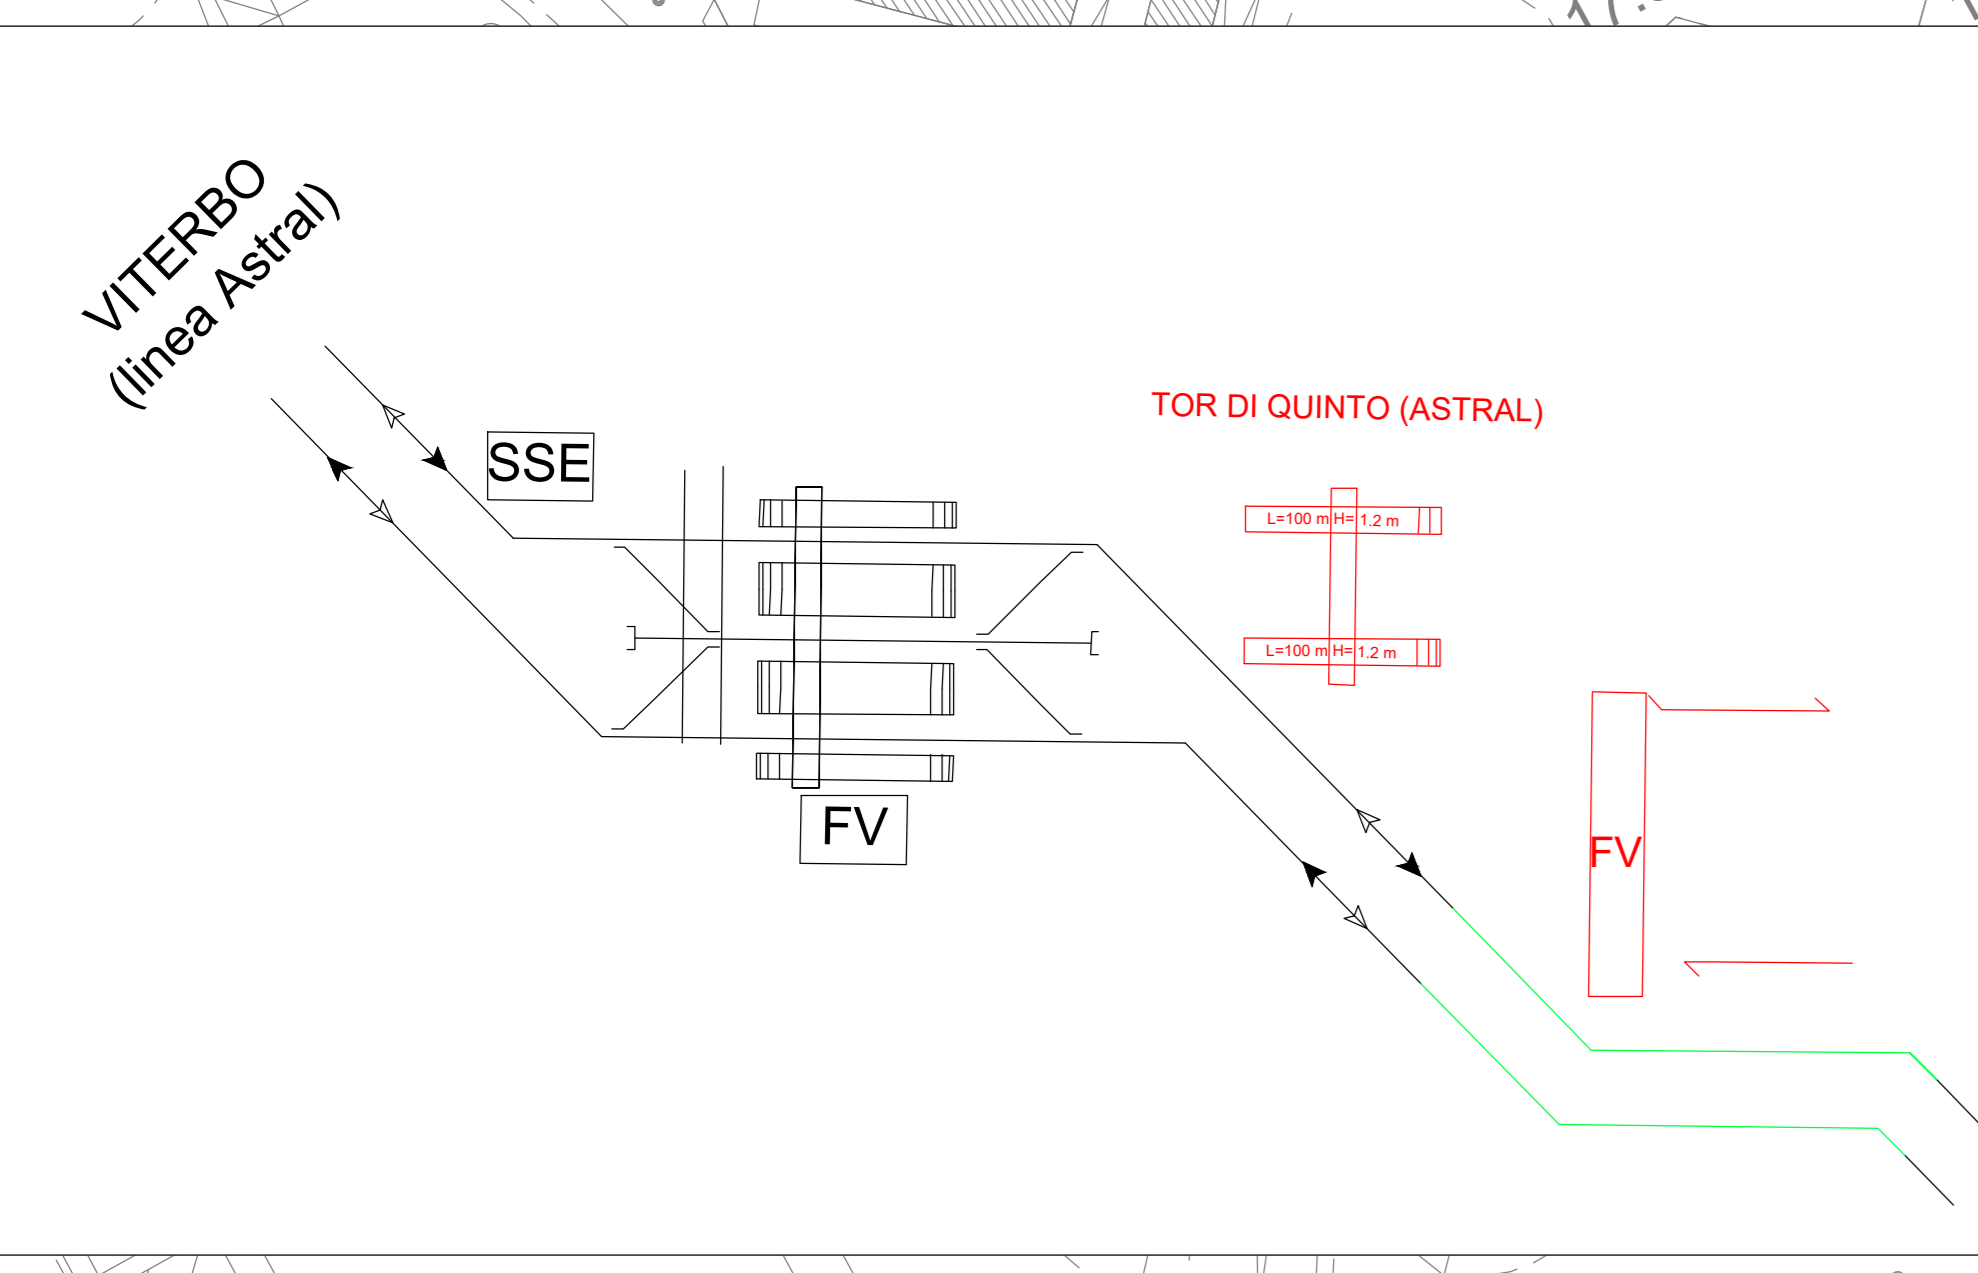 VITERBO
(linea Astral)
SSE
TOR DI QUINTO (ASTRAL)
L=100 m H= 1.2 m
L=100 m H= 1.2 m
FV
FV